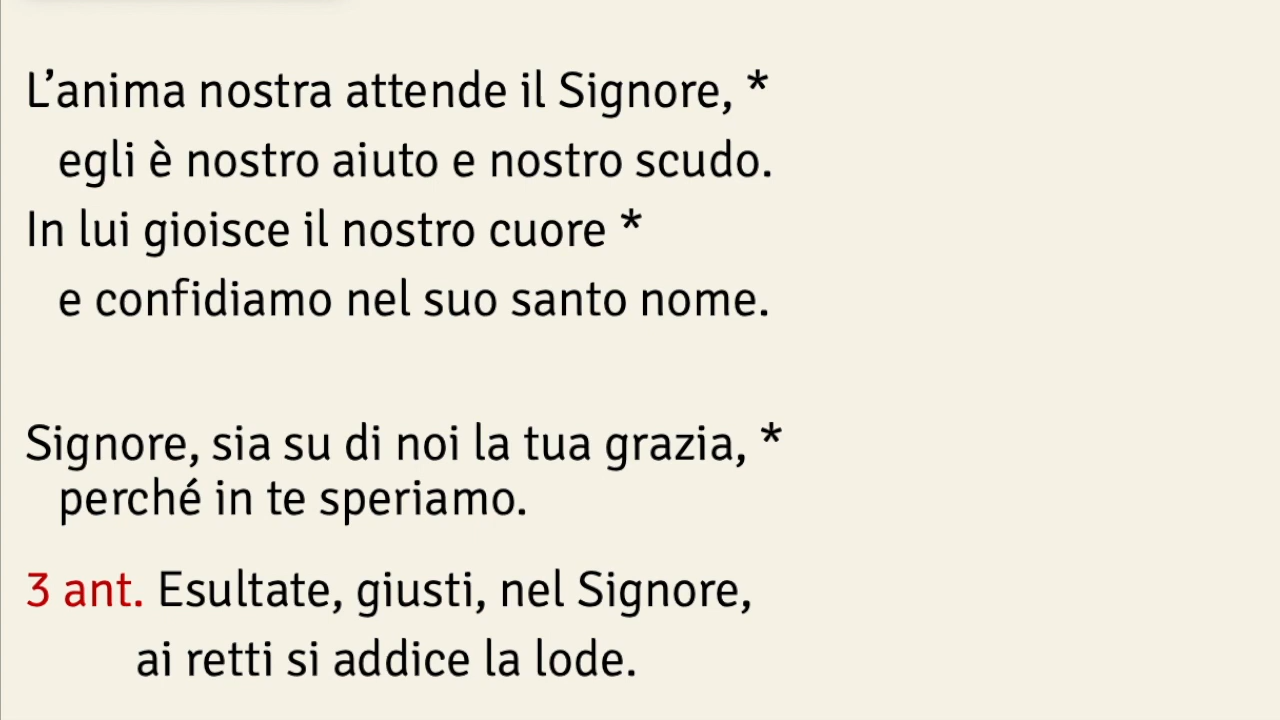 L’anima nostra attende il Signore, *
egli è nostro aiuto e nostro scudo.
In lui gioisce il nostro cuore *
e confidiamo nel suo santo nome.
Signore, sia su di noi la tua grazia, *
perché in te speriamo.
3 ant. Esultate, giusti, nel Signore,
ai retti si addice la lode.